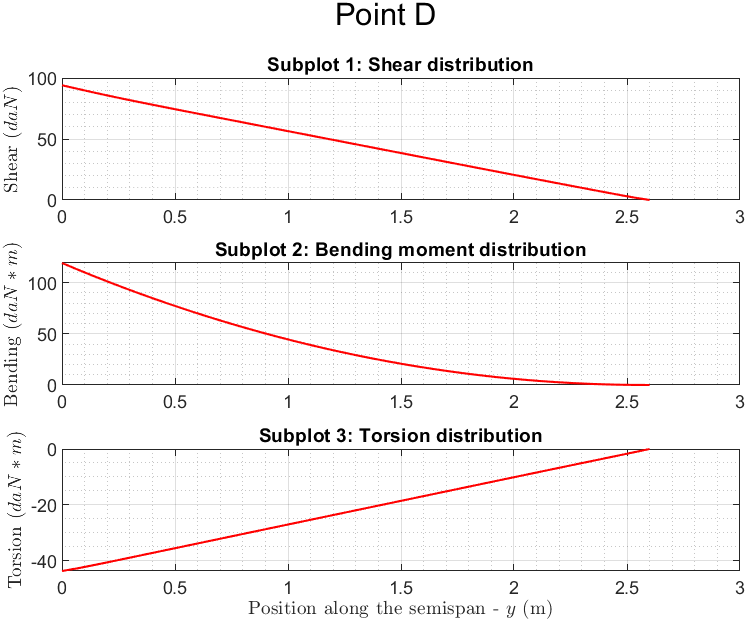 Point D
Subplot 1: Shear distribution
Shear (daN)
100
50
0
0 0.5 1 1.5 2 2.5 3
Subplot 2: Bending moment distribution
Bending (daN * m)
100
50
0
0 0.5 1 1.5 2 2.5 3
Subplot 3: Torsion distribution
Torsion (daN * m)
0
-20
-40
0 0.5 1 1.5 2 2.5 3
Position along the semispan - y (m)